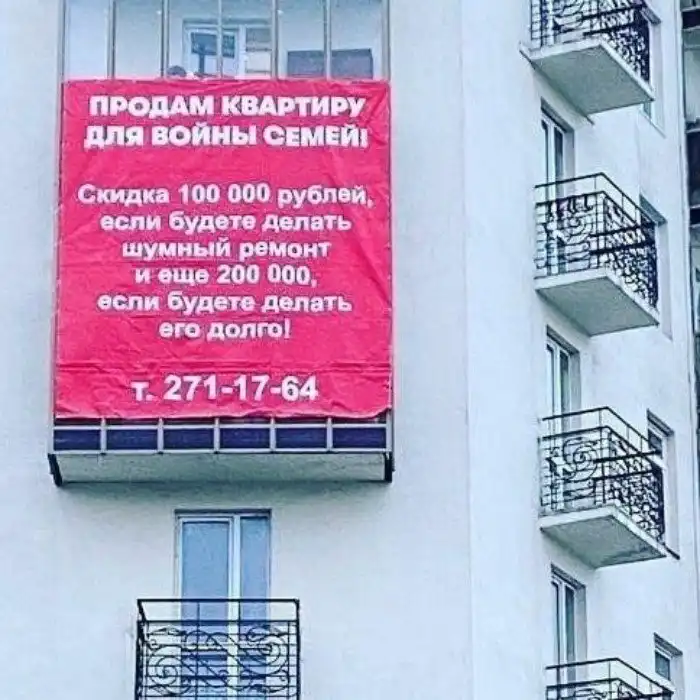 ПРОДАМ КВАРТИРУ
ДЛЯ ВОЙНЫ СЕМЕЙ!
Скидка 100 000 рублей,
если будете делать
шумный ремонт
и еще 200 000,
если будете делать
его долго!
т. 271-17-64